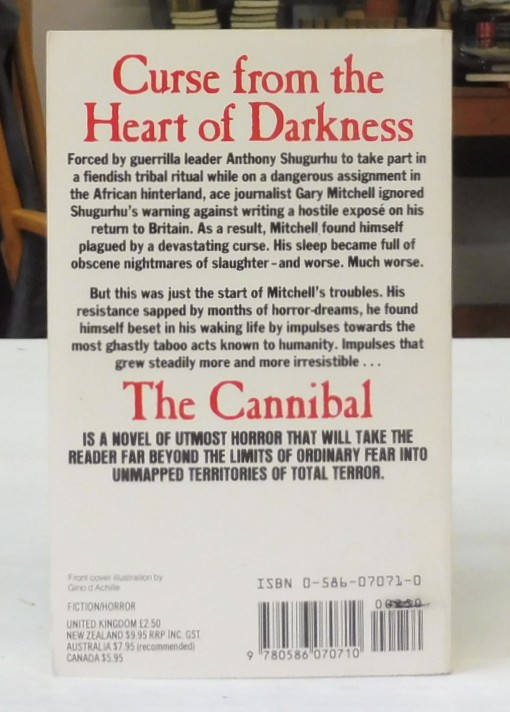 Curse from the
Heart of Darkness
Forced by guerrilla leader Anthony Shugurhu to take part in
a fiendish tribal ritual while on a dangerous assignment in
the African hinterland, ace journalist Gary Mitchell ignored
Shugurhu's warning against writing a hostile exposé on his
return to Britain. As a result, Mitchell found himself
plagued by a devastating curse. His sleep became full of
obscene nightmares of slaughter – and worse. Much worse.
But this was just the start of Mitchell's troubles. His
resistance sapped by months of horror-dreams, he found
himself beset in his waking life by impulses towards the
most ghastly taboo acts known to humanity. Impulses that
grew steadily more and more irresistible . . .
The Cannibal
IS A NOVEL OF UTMOST HORROR THAT WILL TAKE THE
READER FAR BEYOND THE LIMITS OF ORDINARY FEAR INTO
UNMAPPED TERRITORIES OF TOTAL TERROR.
Front cover illustration by
Gino d'Achille
FICTION/HORROR
UNITED KINGDOM £2.50
NEW ZEALAND $9.95 RRP INC. GST
AUSTRALIA $7.95 (recommended)
CANADA $5.95
ISBN 0-586-07071-0
9 780586 070710